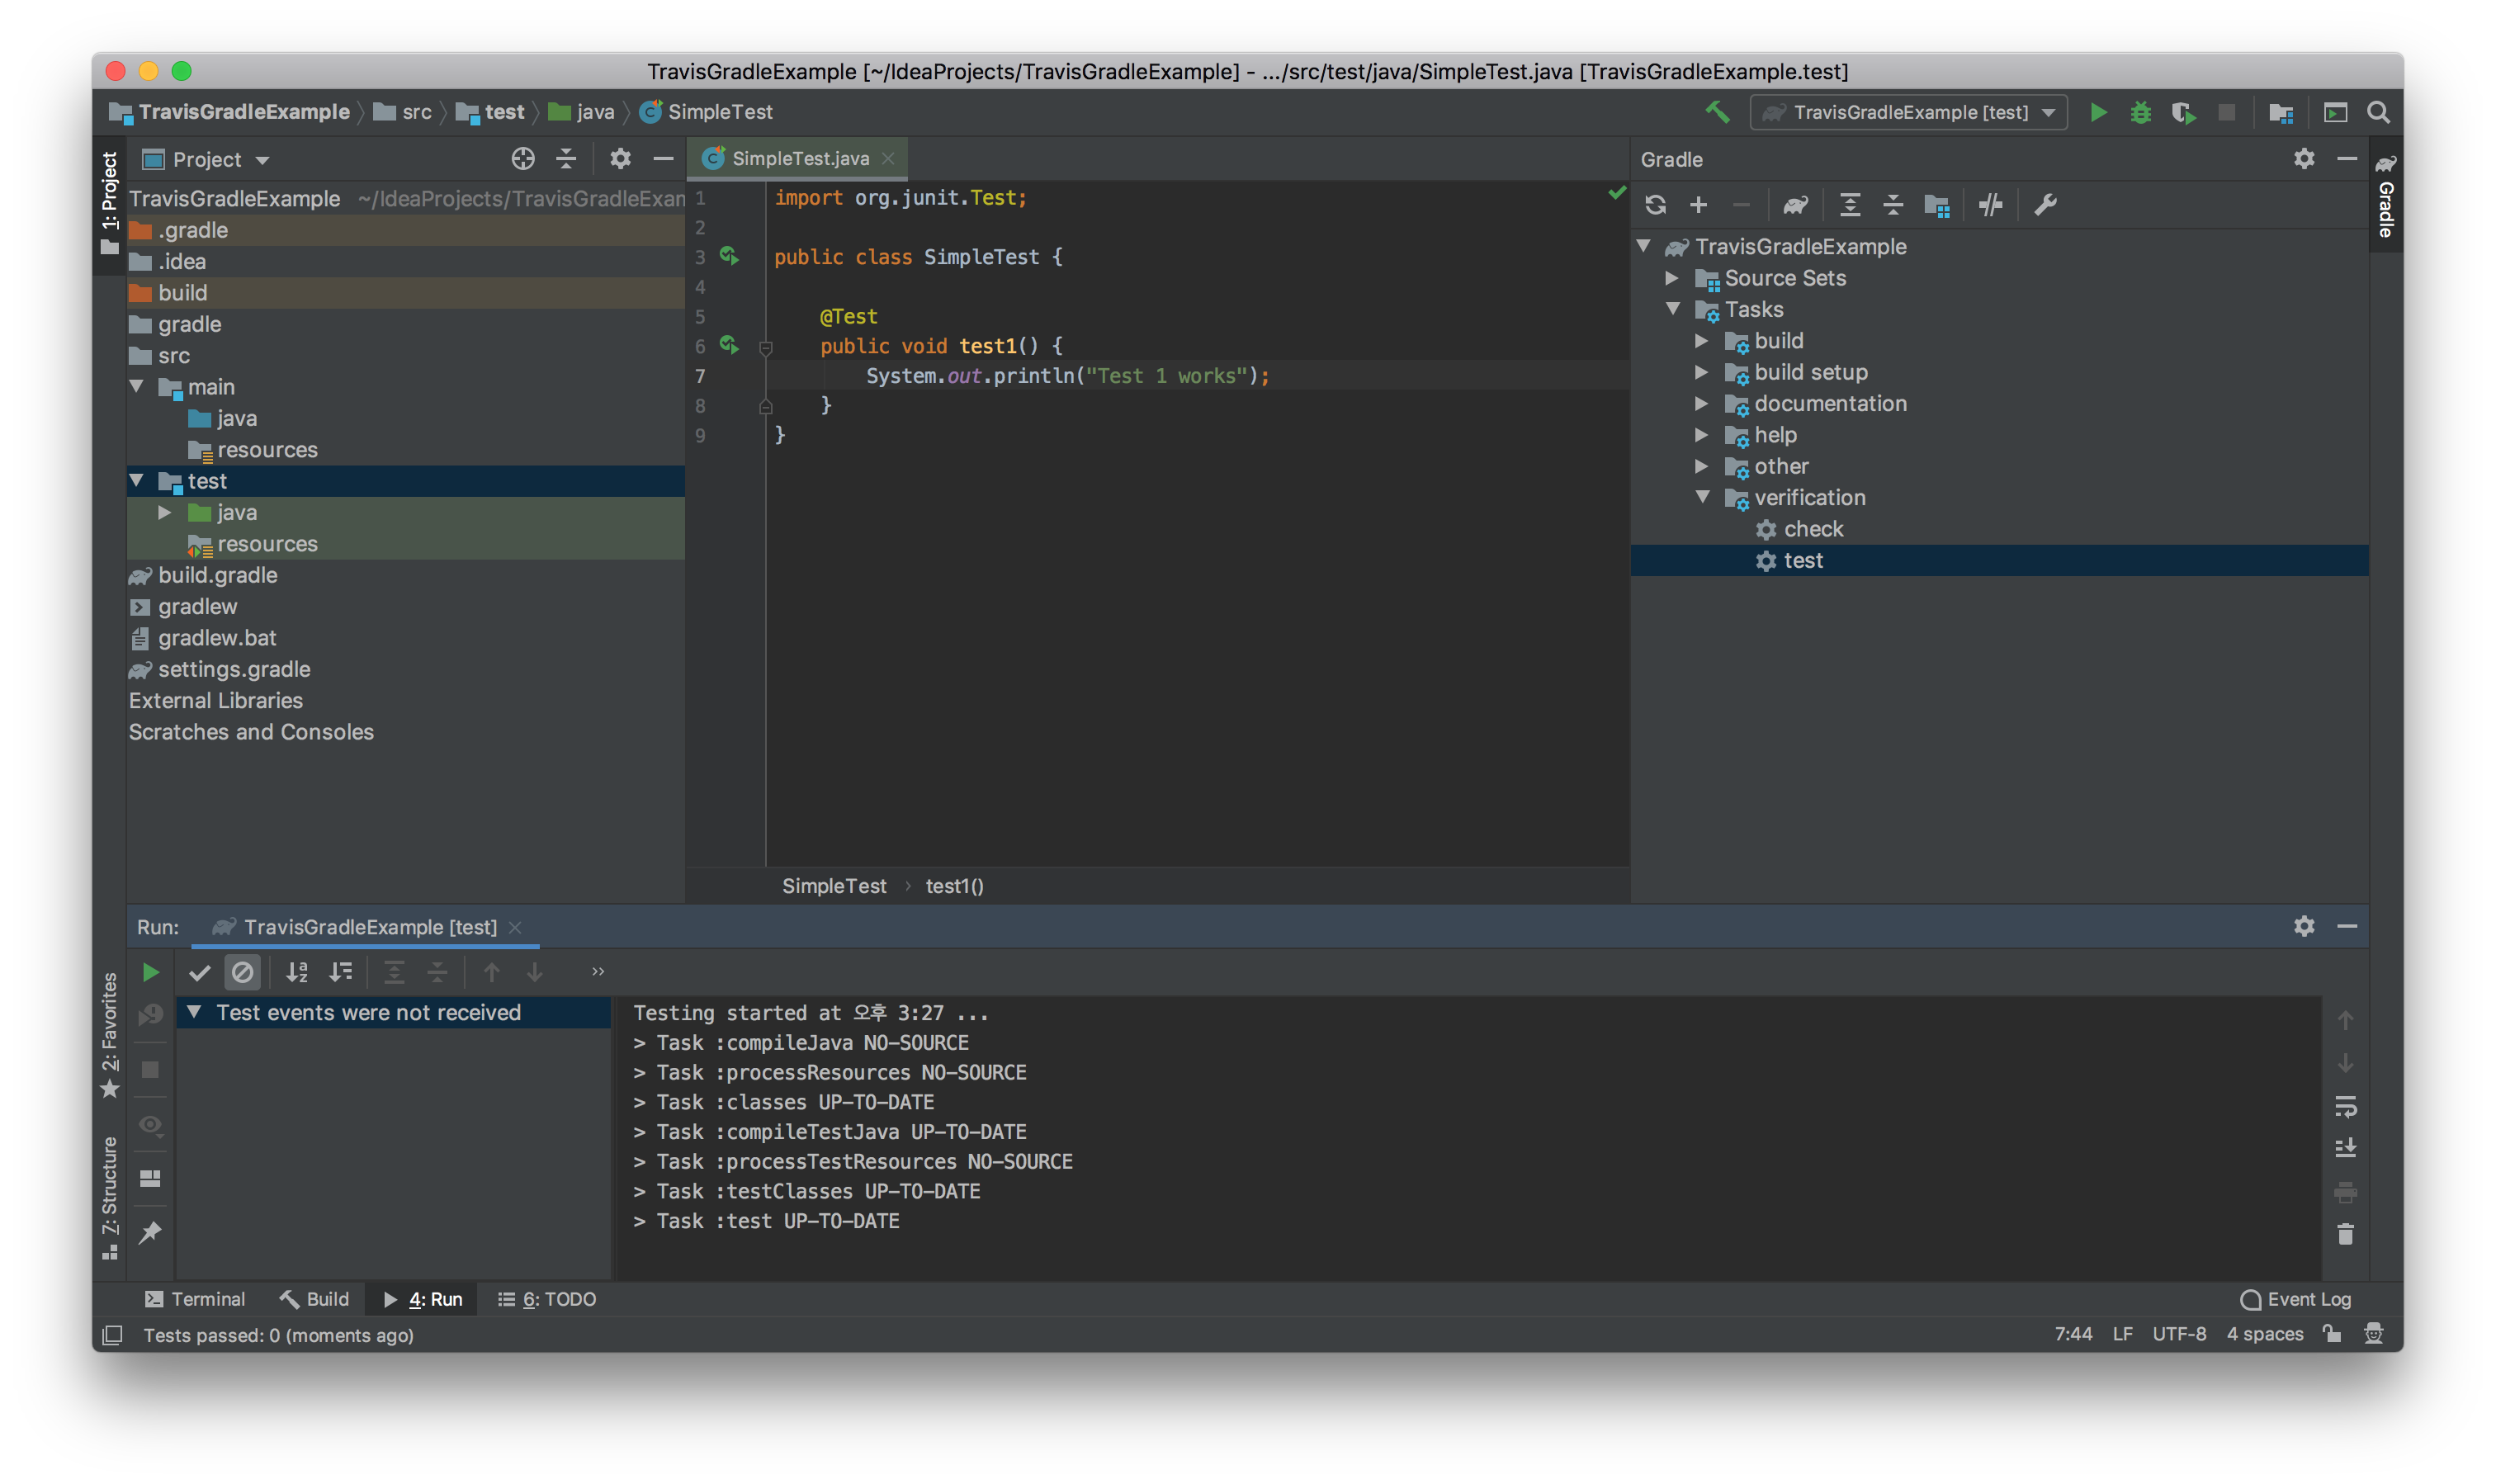 TravisGradleExample [~/IdeaProjects/TravisGradleExample] - .../src/test/java/SimpleTest.java [TravisGradleExample.test]
TravisGradleExample src test java SimpleTest
TravisGradleExample [test]
1: Project
Project
TravisGradleExample ~/IdeaProjects/TravisGradleExam
.gradle
.idea
build
gradle
src
main
java
resources
test
java
resources
build.gradle
gradlew
gradlew.bat
settings.gradle
External Libraries
Scratches and Consoles
SimpleTest.java
1 import org.junit.Test;
2
3 public class SimpleTest {
4
5 @Test
6 public void test1() {
7 System.out.println("Test 1 works");
8 }
9 }
SimpleTest › test1()
Gradle
Gradle
TravisGradleExample
Source Sets
Tasks
build
build setup
documentation
help
other
verification
check
test
Run: TravisGradleExample [test]
2: Favorites
7: Structure
Test events were not received
Testing started at 오후 3:27 ...
> Task :compileJava NO-SOURCE
> Task :processResources NO-SOURCE
> Task :classes UP-TO-DATE
> Task :compileTestJava UP-TO-DATE
> Task :processTestResources NO-SOURCE
> Task :testClasses UP-TO-DATE
> Task :test UP-TO-DATE
Terminal Build 4: Run 6: TODO
Event Log
Tests passed: 0 (moments ago)
7:44 LF UTF-8 4 spaces